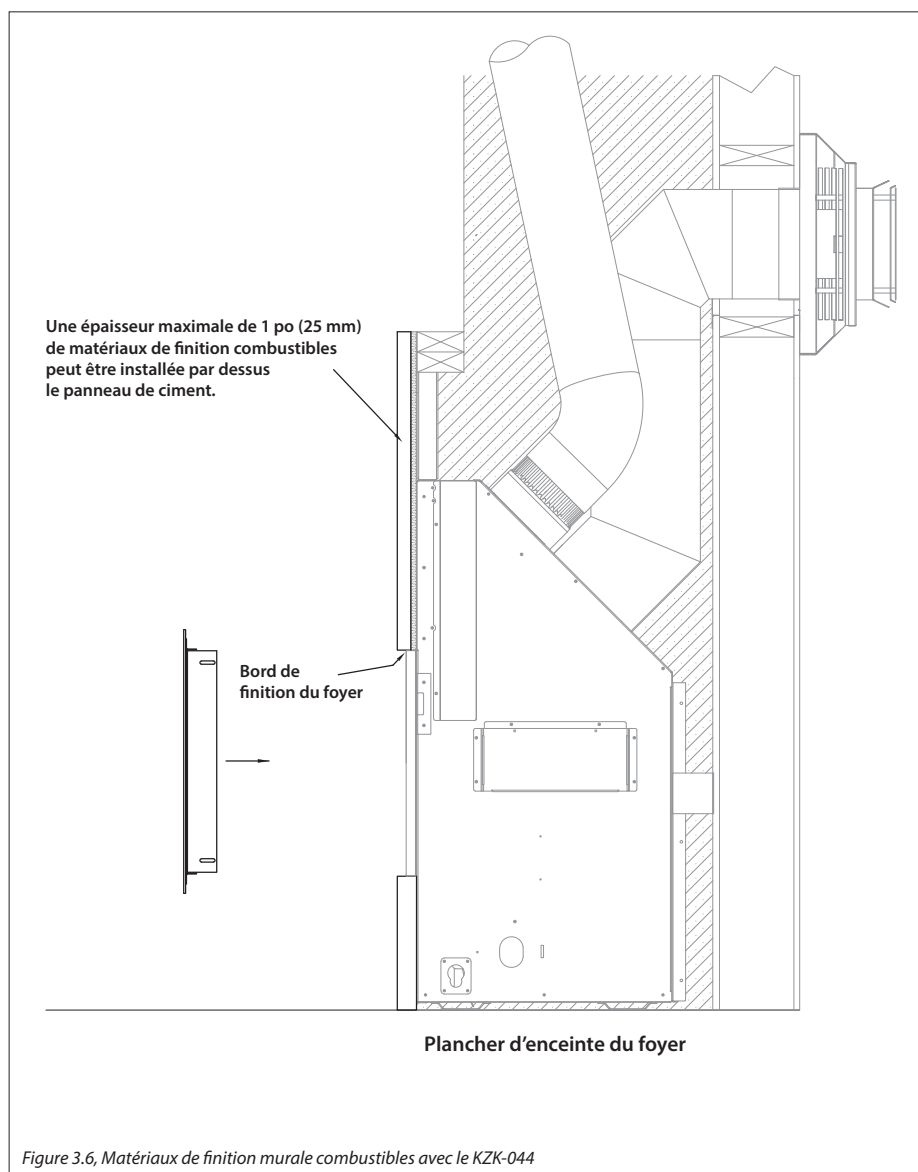 Une épaisseur maximale de 1 po (25 mm)
de matériaux de finition combustibles
peut être installée par dessus
le panneau de ciment.
Bord de
finition du foyer
Plancher d'enceinte du foyer
Figure 3.6, Matériaux de finition murale combustibles avec le KZK-044